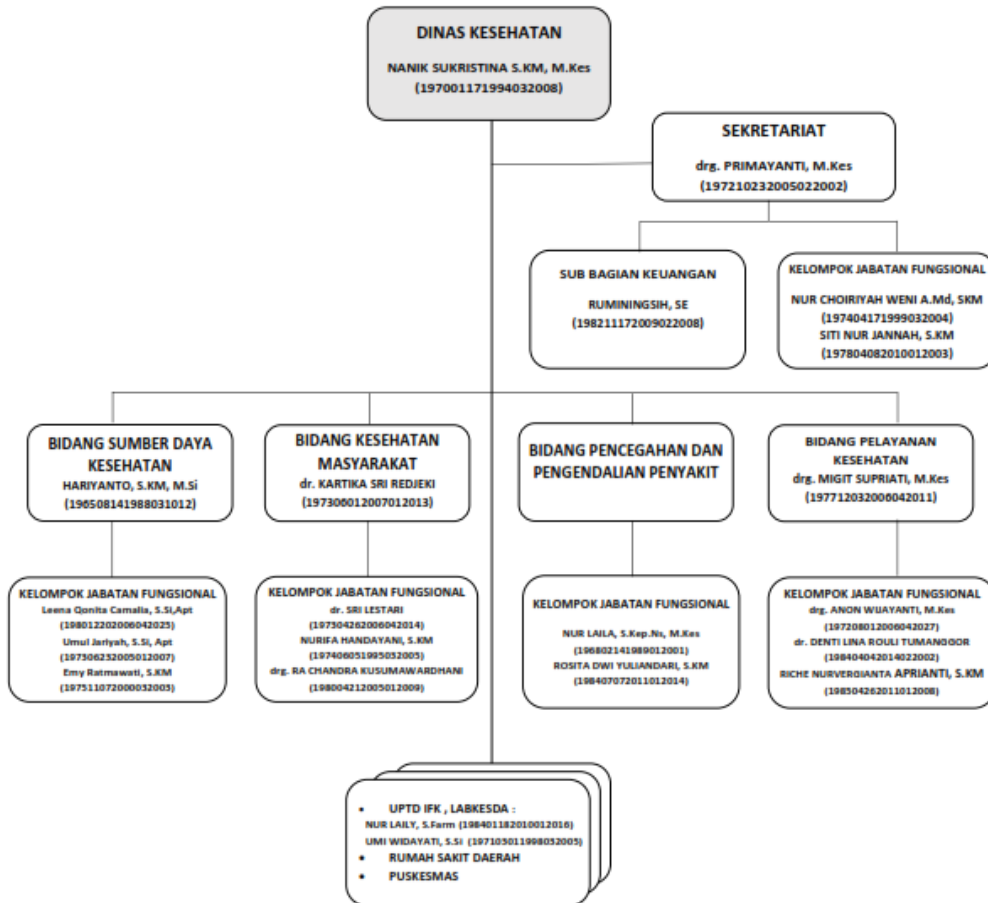 DINAS KESEHATAN
NANIK SUKRISTINA S.KM, M.Kes
(197001171994032008)
SEKRETARIAT
drg. PRIMAYANTI, M.Kes
(197210232005022002)
SUB BAGIAN KEUANGAN
RUMININGSIH, SE
(198211172009022008)
KELOMPOK JABATAN FUNGSIONAL
NUR CHOIRIYAH WENI A.Md, SKM
(197404171999032004)
SITI NUR JANNAH, S.KM
(197804082010012003)
BIDANG SUMBER DAYA
KESEHATAN
HARIYANTO, S.KM, M.Si
(196508141988031012)
BIDANG KESEHATAN
MASYARAKAT
dr. KARTIKA SRI REDJEKI
(197306012007012013)
BIDANG PENCEGAHAN DAN
PENGENDALIAN PENYAKIT
BIDANG PELAYANAN
KESEHATAN
drg. MIGIT SUPRIATI, M.Kes
(197712032006042011)
KELOMPOK JABATAN FUNGSIONAL
Leena Qonita Camalia, S.Si,Apt
(198012202006042025)
Umul Jariyah, S.Si, Apt
(197306232005012007)
Emy Ratmawati, S.KM
(197511072000032003)
KELOMPOK JABATAN FUNGSIONAL
dr. SRI LESTARI
(197304262006042014)
NURIFA HANDAYANI, S.KM
(197406051995032005)
drg. RA CHANDRA KUSUMAWARDHANI
(198004212005012009)
KELOMPOK JABATAN FUNGSIONAL
NUR LAILA, S.Kep.Ns, M.Kes
(196802141989012001)
ROSITA DWI YULIANDARI, S.KM
(198407072011012014)
KELOMPOK JABATAN FUNGSIONAL
drg. ANON WIJAYANTI, M.Kes
(197208012006042027)
dr. DENTI LINA ROULI TUMANGGOR
(198404042014022002)
RICHE NURVERGIANTA APRIANTI, S.KM
(198504262011012008)
• UPTD IFK , LABKESDA :
NUR LAILY, S.Farm (198401182010012016)
UMI WIDAYATI, S.Si (197103011998032005)
• RUMAH SAKIT DAERAH
• PUSKESMAS